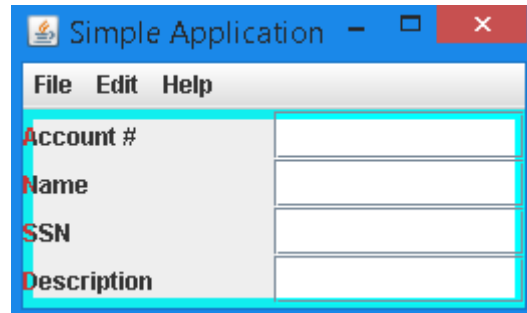 Simple Application
File Edit Help
Account #
Name
SSN
Description